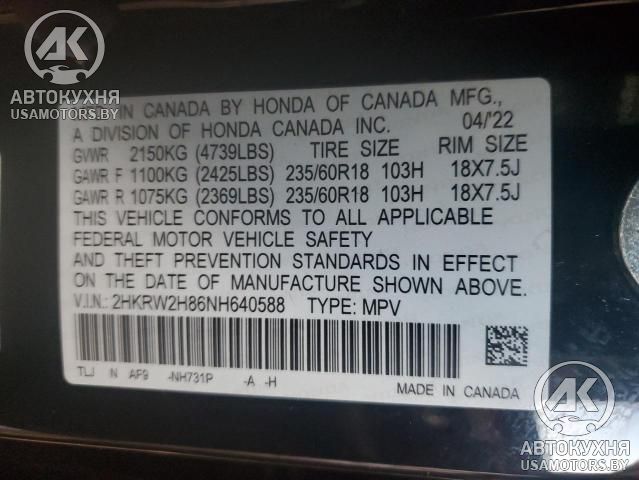 AK
АВТОКУХНЯ
USAMOTORS.BY
IN CANADA BY HONDA OF CANADA MFG.,
A DIVISION OF HONDA CANADA INC. 04/'22
GVWR 2150KG (4739LBS) TIRE SIZE RIM SIZE
GAWR F 1100KG (2425LBS) 235/60R18 103H 18X7.5J
GAWR R 1075KG (2369LBS) 235/60R18 103H 18X7.5J
THIS VEHICLE CONFORMS TO ALL APPLICABLE
FEDERAL MOTOR VEHICLE SAFETY
AND THEFT PREVENTION STANDARDS IN EFFECT
ON THE DATE OF MANUFACTURE SHOWN ABOVE.
V.I.N.: 2HKRW2H86NH640588 TYPE: MPV
TLJ N AF9 -NH731P -A -H
MADE IN CANADA
AK
АВТОКУХНЯ
USAMOTORS.BY